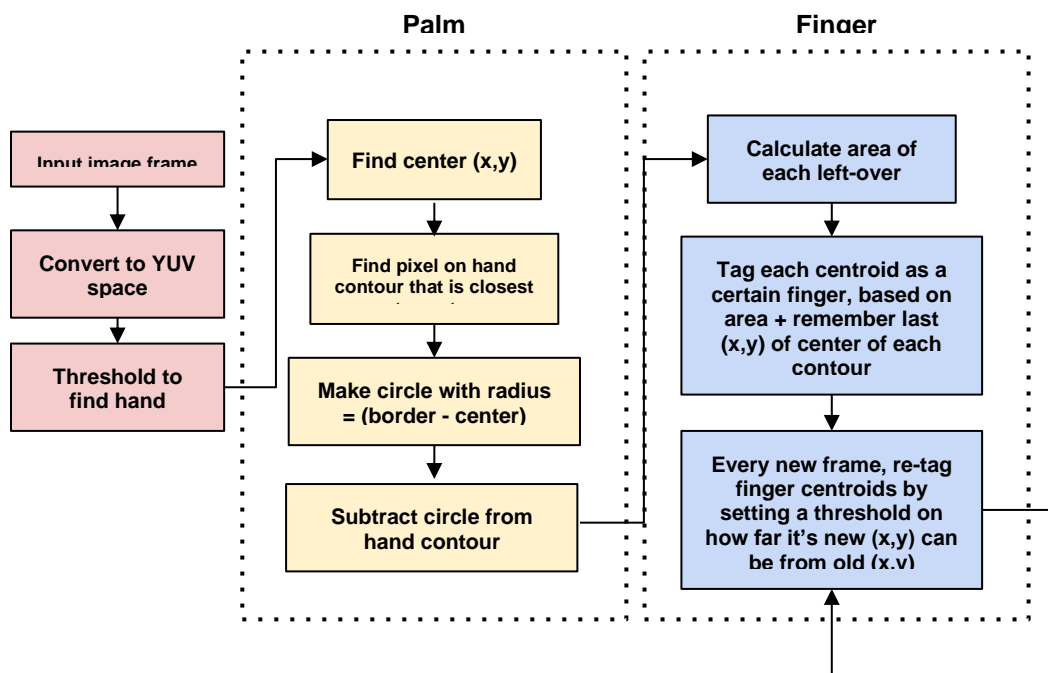 Palm
Finger
Input image frame
Convert to YUV
space
Threshold to
find hand
Find center (x,y)
Find pixel on hand
contour that is closest
Make circle with radius
= (border - center)
Subtract circle from
hand contour
Calculate area of
each left-over
Tag each centroid as a
certain finger, based on
area + remember last
(x,y) of center of each
contour
Every new frame, re-tag
finger centroids by
setting a threshold on
how far it's new (x,y) can
be from old (x,y)